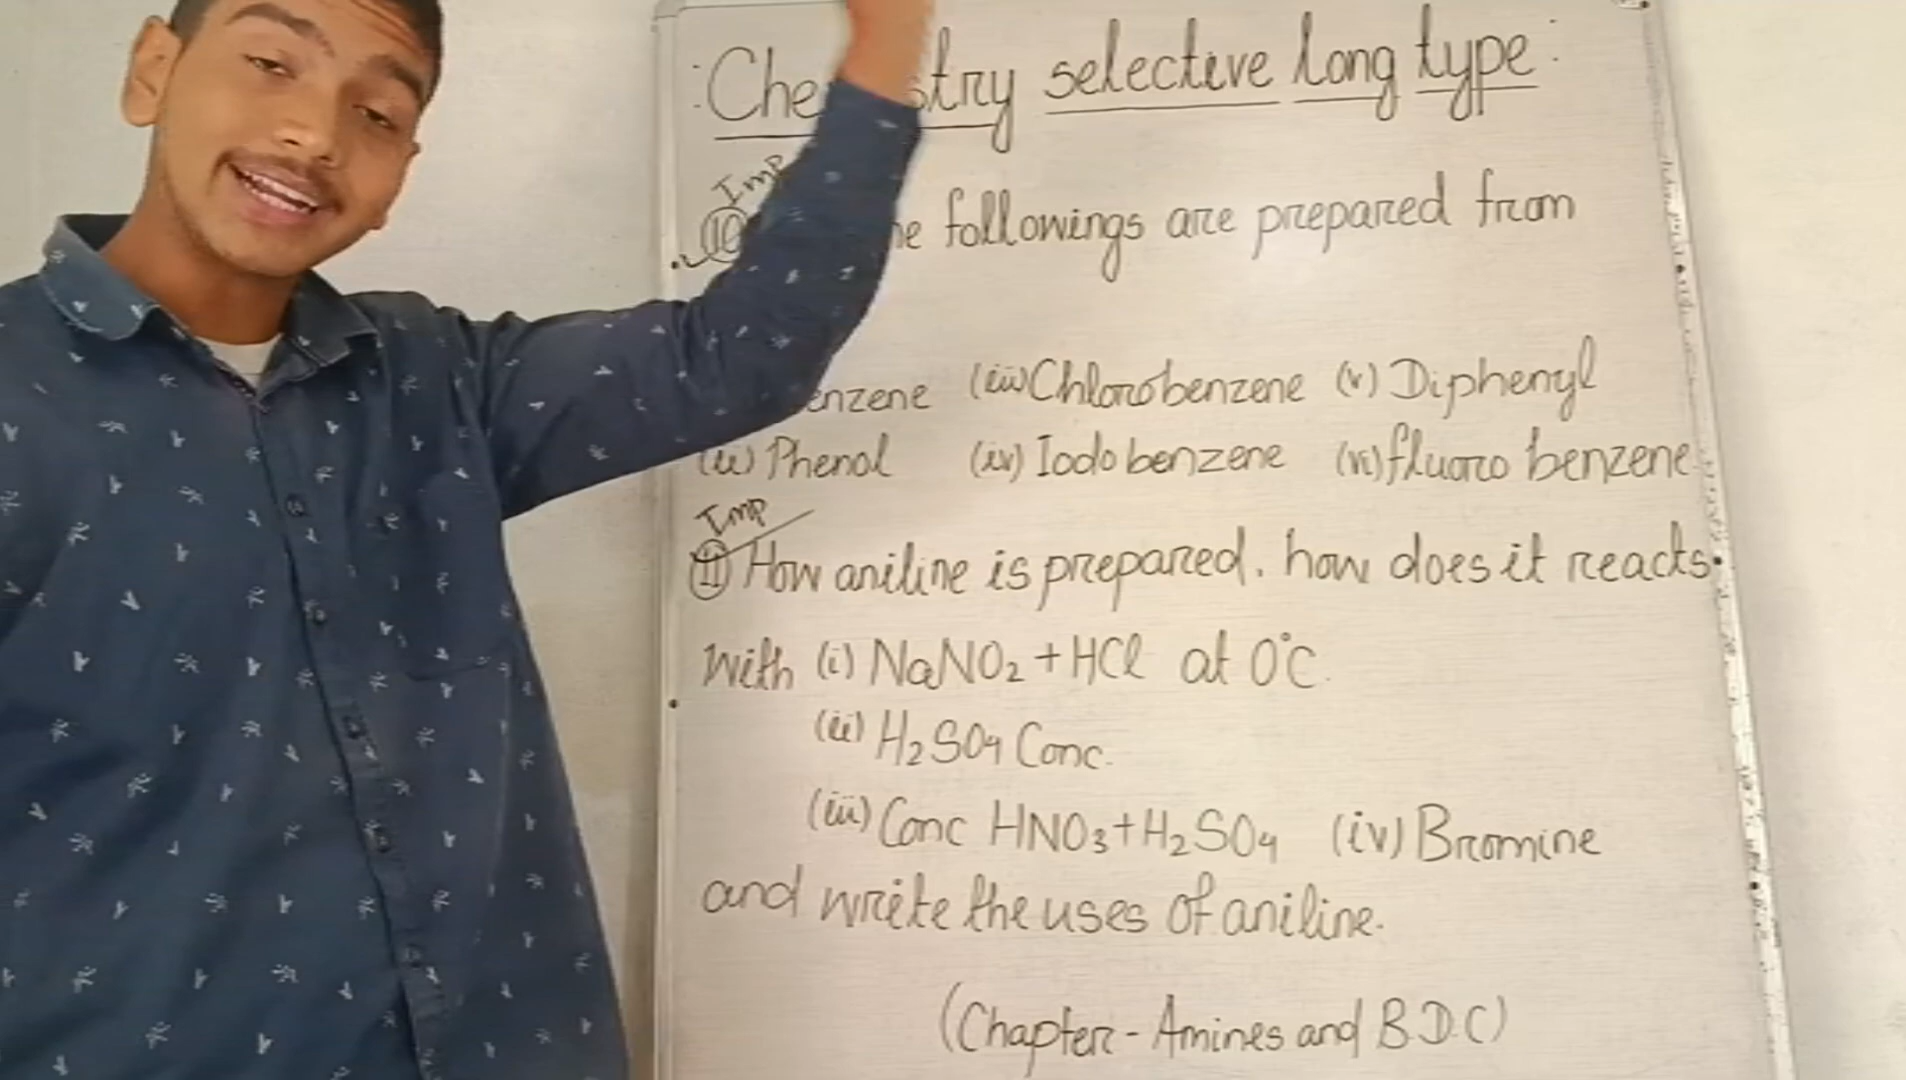 : Che stry selective long type :
Imp
10 he followings are prepared from
enzene (iii) Chlorobenzene (v) Diphenyl
(ii) Phenol (iv) Iodobenzene (vi) fluoro benzene
Imp
11 How aniline is prepared. how does it reacts
with (i) NaNO₂ + HCl at 0°C.
(ii) H₂SO₄ Conc.
(iii) Conc HNO₃ + H₂SO₄ (iv) Bromine
and write the uses of aniline.
(Chapter - Amines and B.D.C)